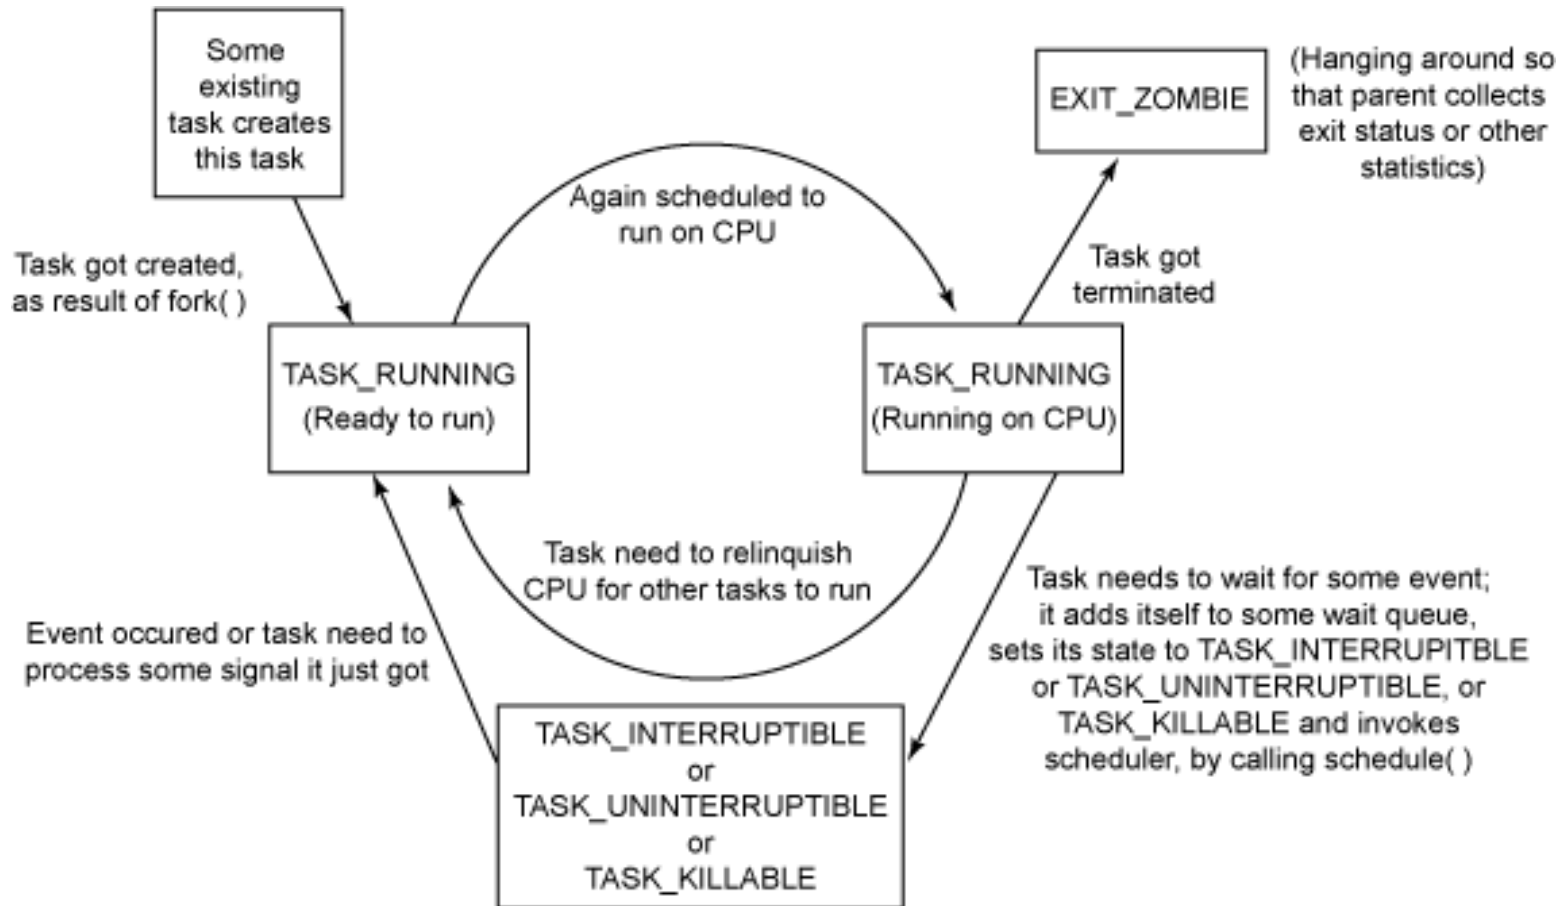 Some
existing
task creates
this task
EXIT_ZOMBIE
(Hanging around so
that parent collects
exit status or other
statistics)
Again scheduled to
run on CPU
Task got created,
as result of fork( )
Task got
terminated
TASK_RUNNING
(Ready to run)
TASK_RUNNING
(Running on CPU)
Task need to relinquish
CPU for other tasks to run
Event occured or task need to
process some signal it just got
Task needs to wait for some event;
it adds itself to some wait queue,
sets its state to TASK_INTERRUPITBLE
or TASK_UNINTERRUPTIBLE, or
TASK_KILLABLE and invokes
scheduler, by calling schedule( )
TASK_INTERRUPTIBLE
or
TASK_UNINTERRUPTIBLE
or
TASK_KILLABLE